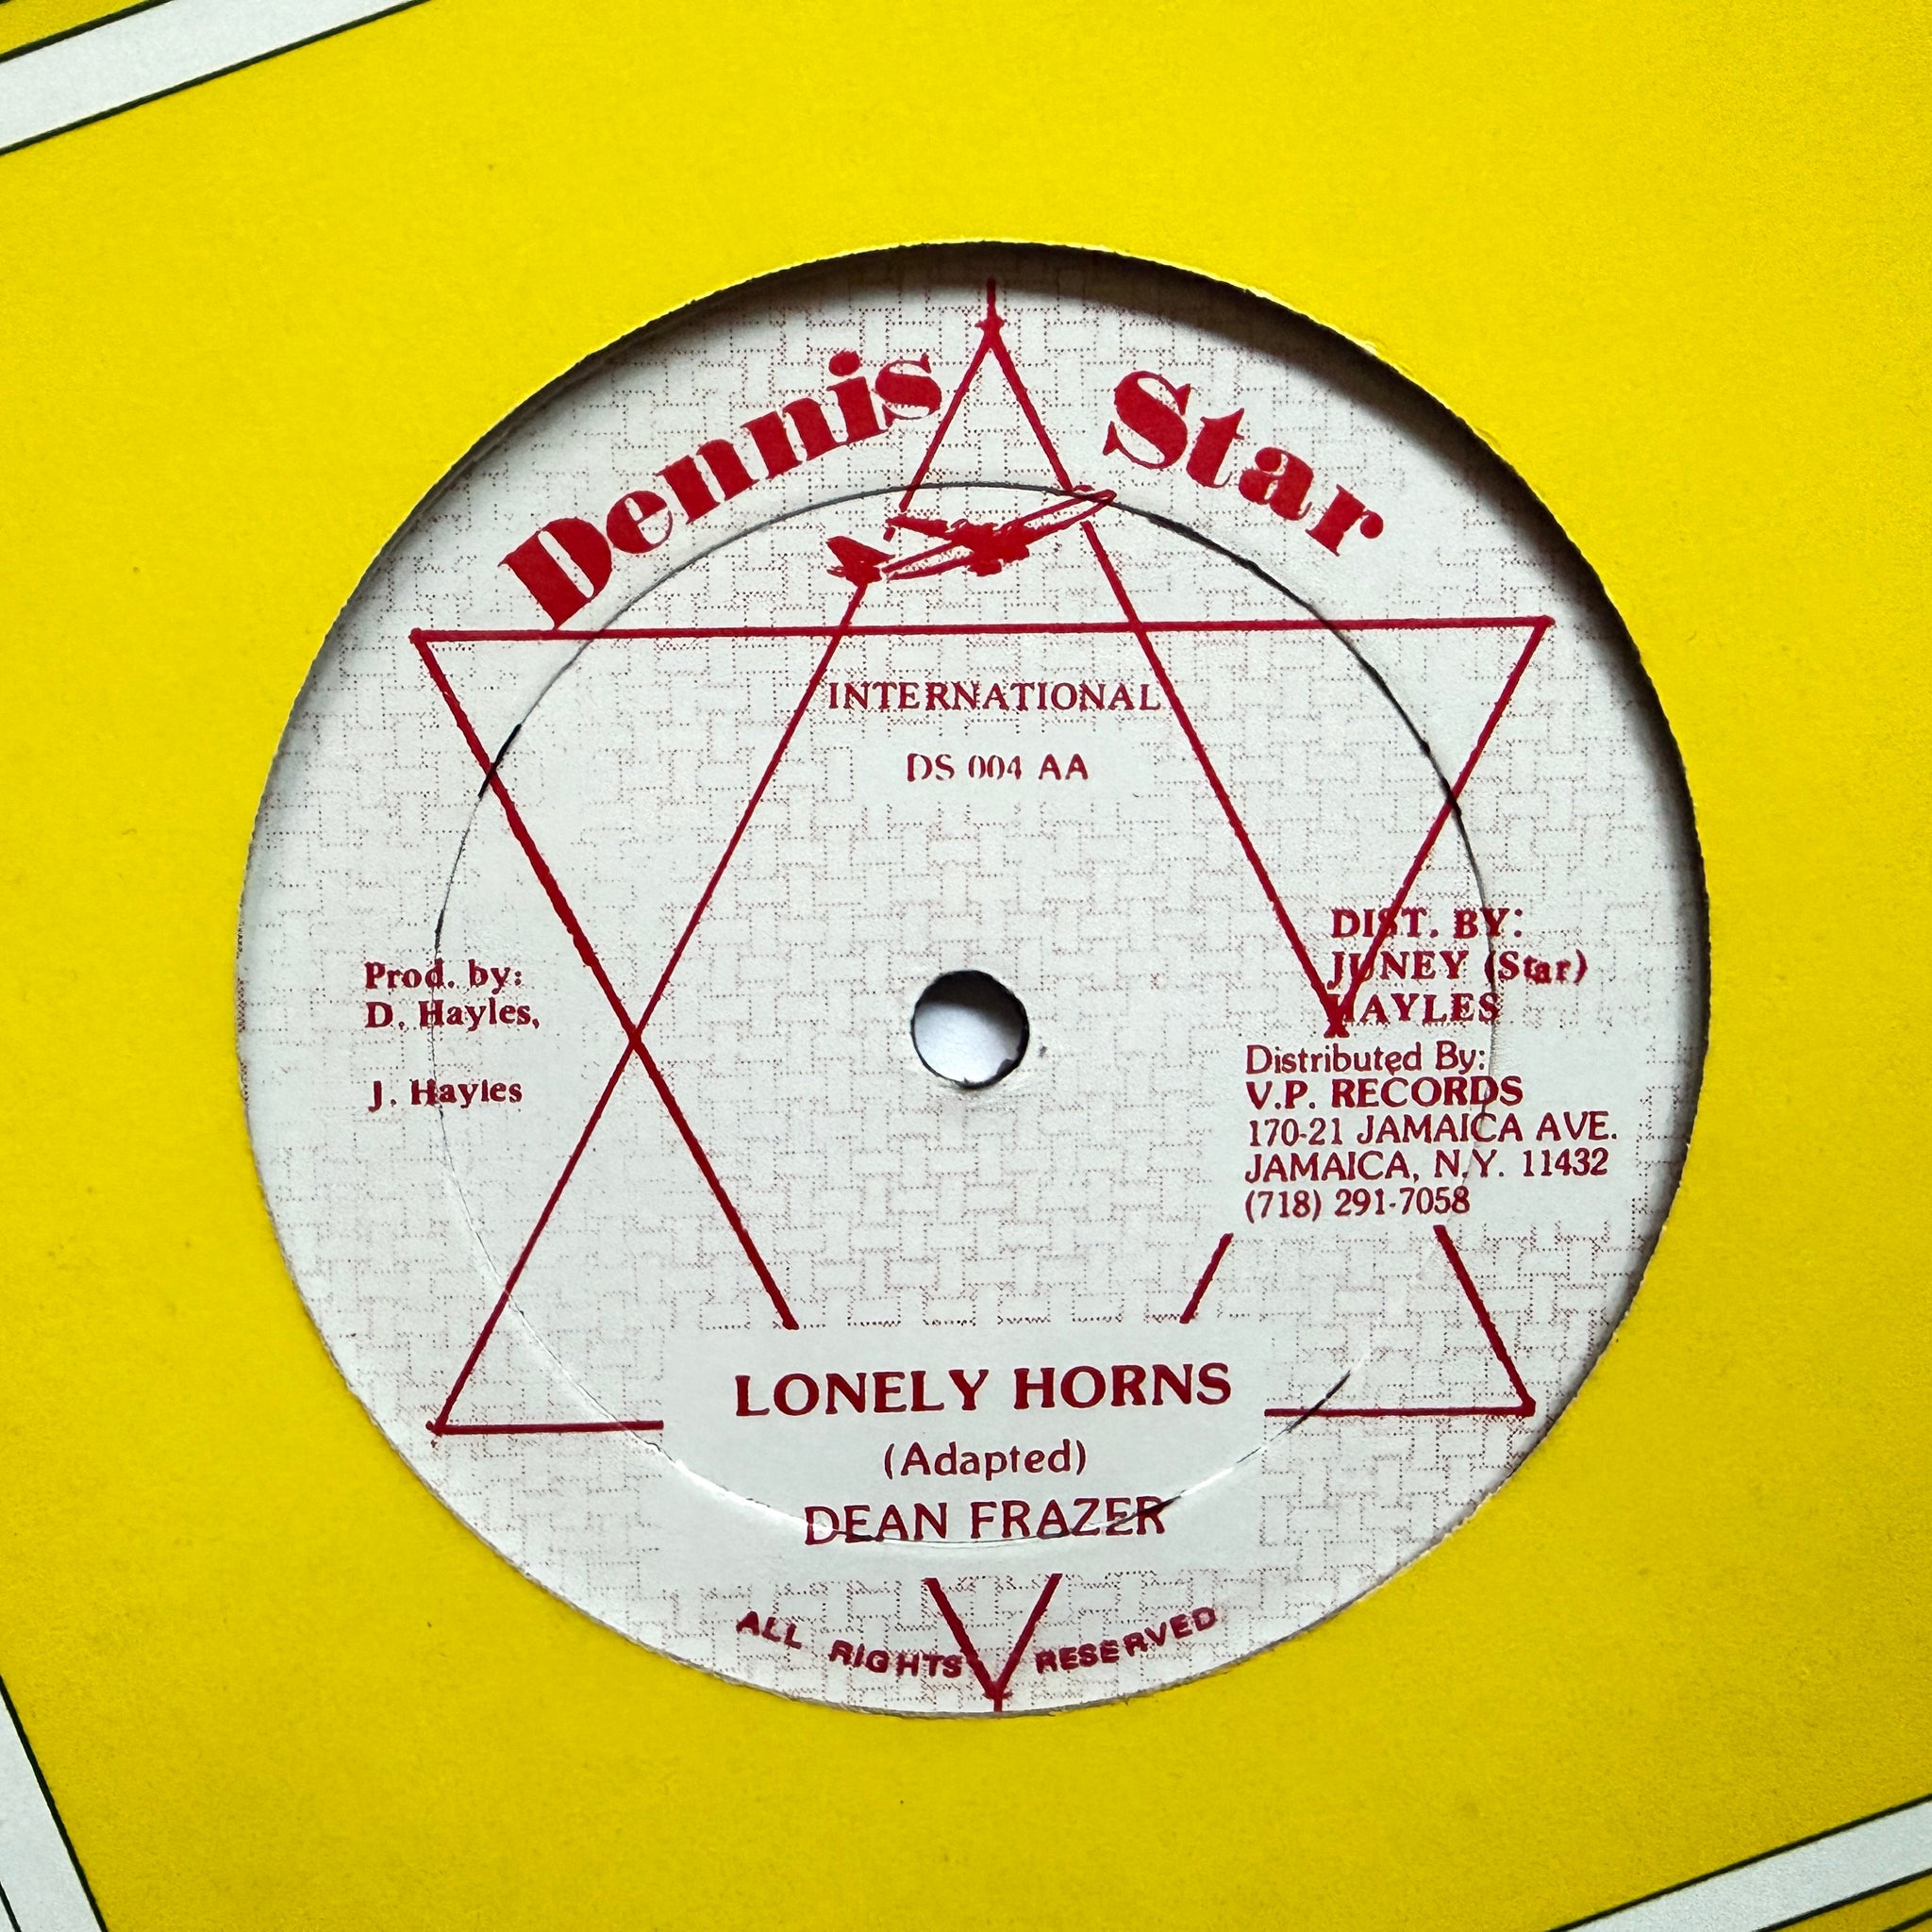 Dennis Star
INTERNATIONAL
DS 004 AA
Prod. by:
D. Hayles,
J. Hayles
DIST. BY:
JUNEY (Star)
HAYLES
Distributed By:
V.P. RECORDS
170-21 JAMAICA AVE.
JAMAICA, N.Y. 11432
(718) 291-7058
LONELY HORNS
(Adapted)
DEAN FRAZER
ALL RIGHTS RESERVED